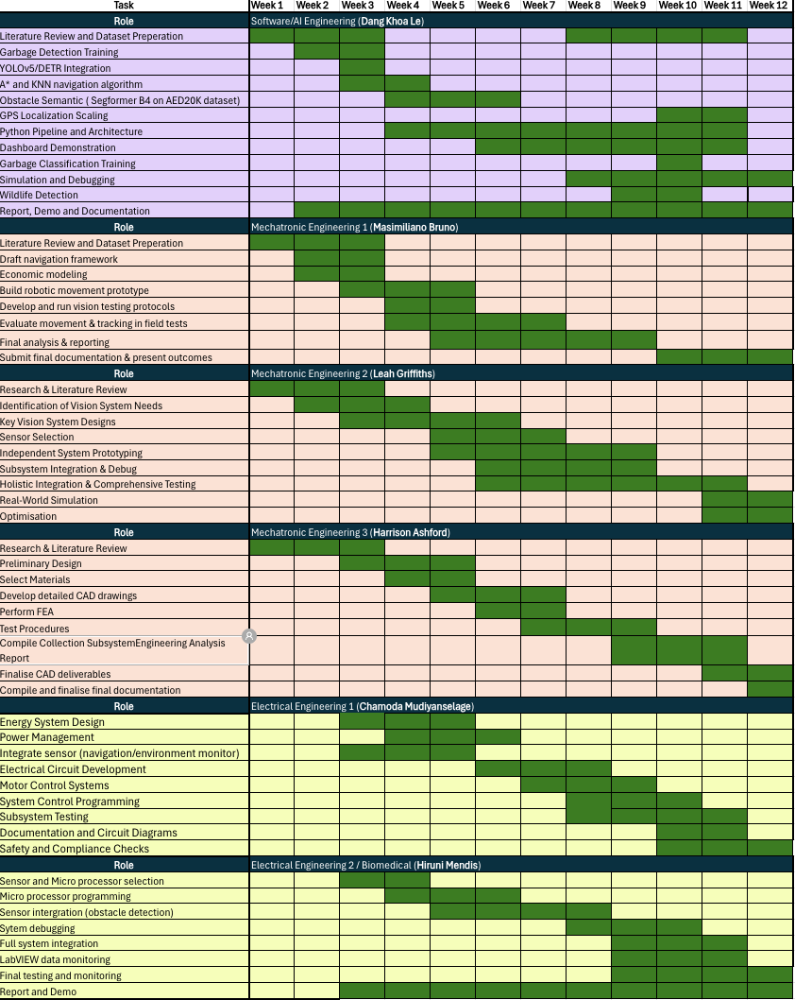 Task Week 1 Week 2 Week 3 Week 4 Week 5 Week 6 Week 7 Week 8 Week 9 Week 10 Week 11 Week 12
Role Software/AI Engineering (Dang Khoa Le)
Literature Review and Dataset Preperation
Garbage Detection Training
YOLOv5/DETR Integration
A* and KNN navigation algorithm
Obstacle Semantic ( Segformer B4 on AED20K dataset)
GPS Localization Scaling
Python Pipeline and Architecture
Dashboard Demonstration
Garbage Classification Training
Simulation and Debugging
Wildlife Detection
Report, Demo and Documentation
Role Mechatronic Engineering 1 (Masimiliano Bruno)
Literature Review and Dataset Preperation
Draft navigation framework
Economic modeling
Build robotic movement prototype
Develop and run vision testing protocols
Evaluate movement & tracking in field tests
Final analysis & reporting
Submit final documentation & present outcomes
Role Mechatronic Engineering 2 (Leah Griffiths)
Research & Literature Review
Identification of Vision System Needs
Key Vision System Designs
Sensor Selection
Independent System Prototyping
Subsystem Integration & Debug
Holistic Integration & Comprehensive Testing
Real-World Simulation
Optimisation
Role Mechatronic Engineering 3 (Harrison Ashford)
Research & Literature Review
Preliminary Design
Select Materials
Develop detailed CAD drawings
Perform FEA
Test Procedures
Compile Collection SubsystemEngineering Analysis
Report
Finalise CAD deliverables
Compile and finalise final documentation
Role Electrical Engineering 1 (Chamoda Mudiyanselage)
Energy System Design
Power Management
Integrate sensor (navigation/environment monitor)
Electrical Circuit Development
Motor Control Systems
System Control Programming
Subsystem Testing
Documentation and Circuit Diagrams
Safety and Compliance Checks
Role Electrical Engineering 2 / Biomedical (Hiruni Mendis)
Sensor and Micro processor selection
Micro processor programming
Sensor intergration (obstacle detection)
Sytem debugging
Full system integration
LabVIEW data monitoring
Final testing and monitoring
Report and Demo